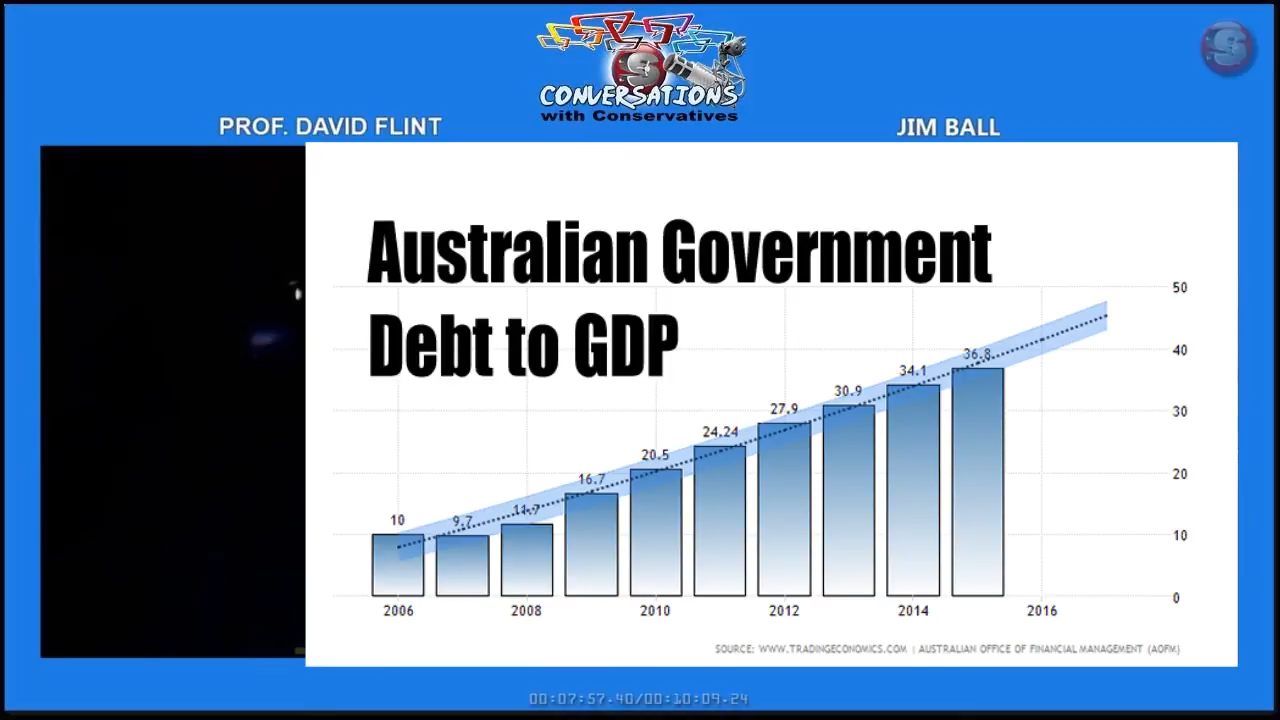 CONVERSATIONS
with Conservatives
S
S
PROF. DAVID FLINT
JIM BALL
Australian Government
Debt to GDP
50
40
30
20
10
0
10
9.7
11.7
16.7
20.5
24.24
27.9
30.9
34.1
36.8
2006
2008
2010
2012
2014
2016
SOURCE: WWW.TRADINGECONOMICS.COM | AUSTRALIAN OFFICE OF FINANCIAL MANAGEMENT (AOFM)
00:07:57.40/00:10:09.24